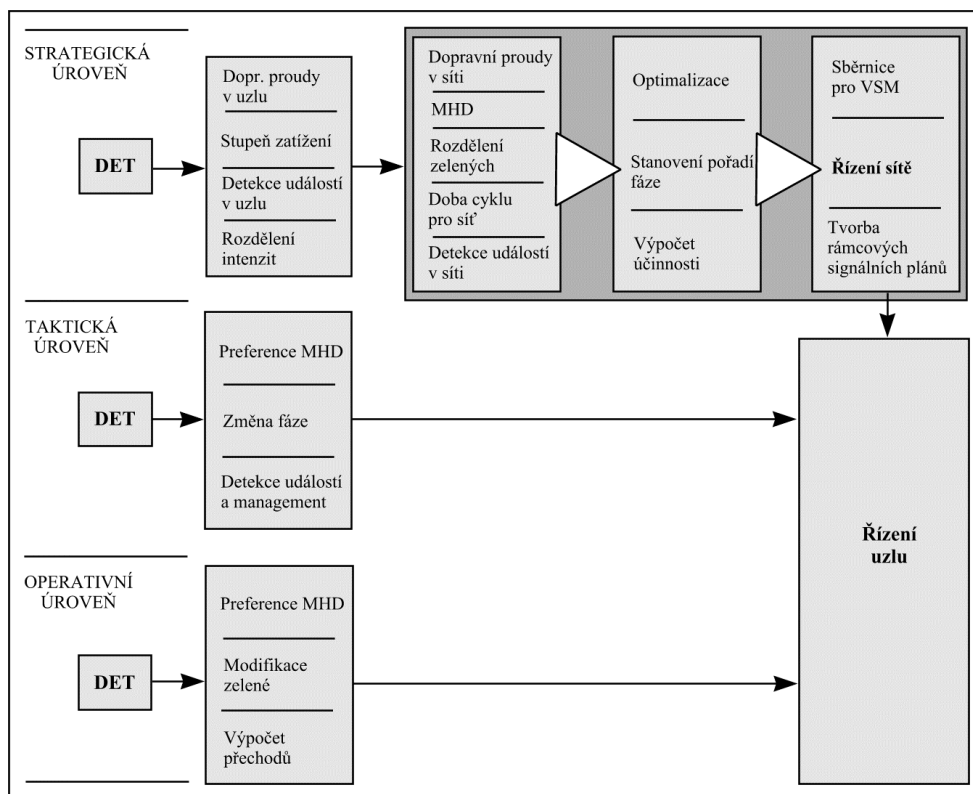 STRATEGICKÁ
ÚROVEŇ
DET
Dopr. proudy
v uzlu
Stupeň zatížení
Detekce událostí
v uzlu
Rozdělení
intenzit
Dopravní proudy
v síti
MHD
Rozdělení
zelených
Doba cyklu
pro síť
Detekce událostí
v síti
Optimalizace
Stanovení pořadí
fáze
Výpočet
účinnosti
Sběrnice
pro VSM
Řízení sítě
Tvorba
rámcových
signálních plánů
TAKTICKÁ
ÚROVEŇ
DET
Preference MHD
Změna fáze
Detekce událostí
a management
Řízení
uzlu
OPERATIVNÍ
ÚROVEŇ
DET
Preference MHD
Modifikace
zelené
Výpočet
přechodů